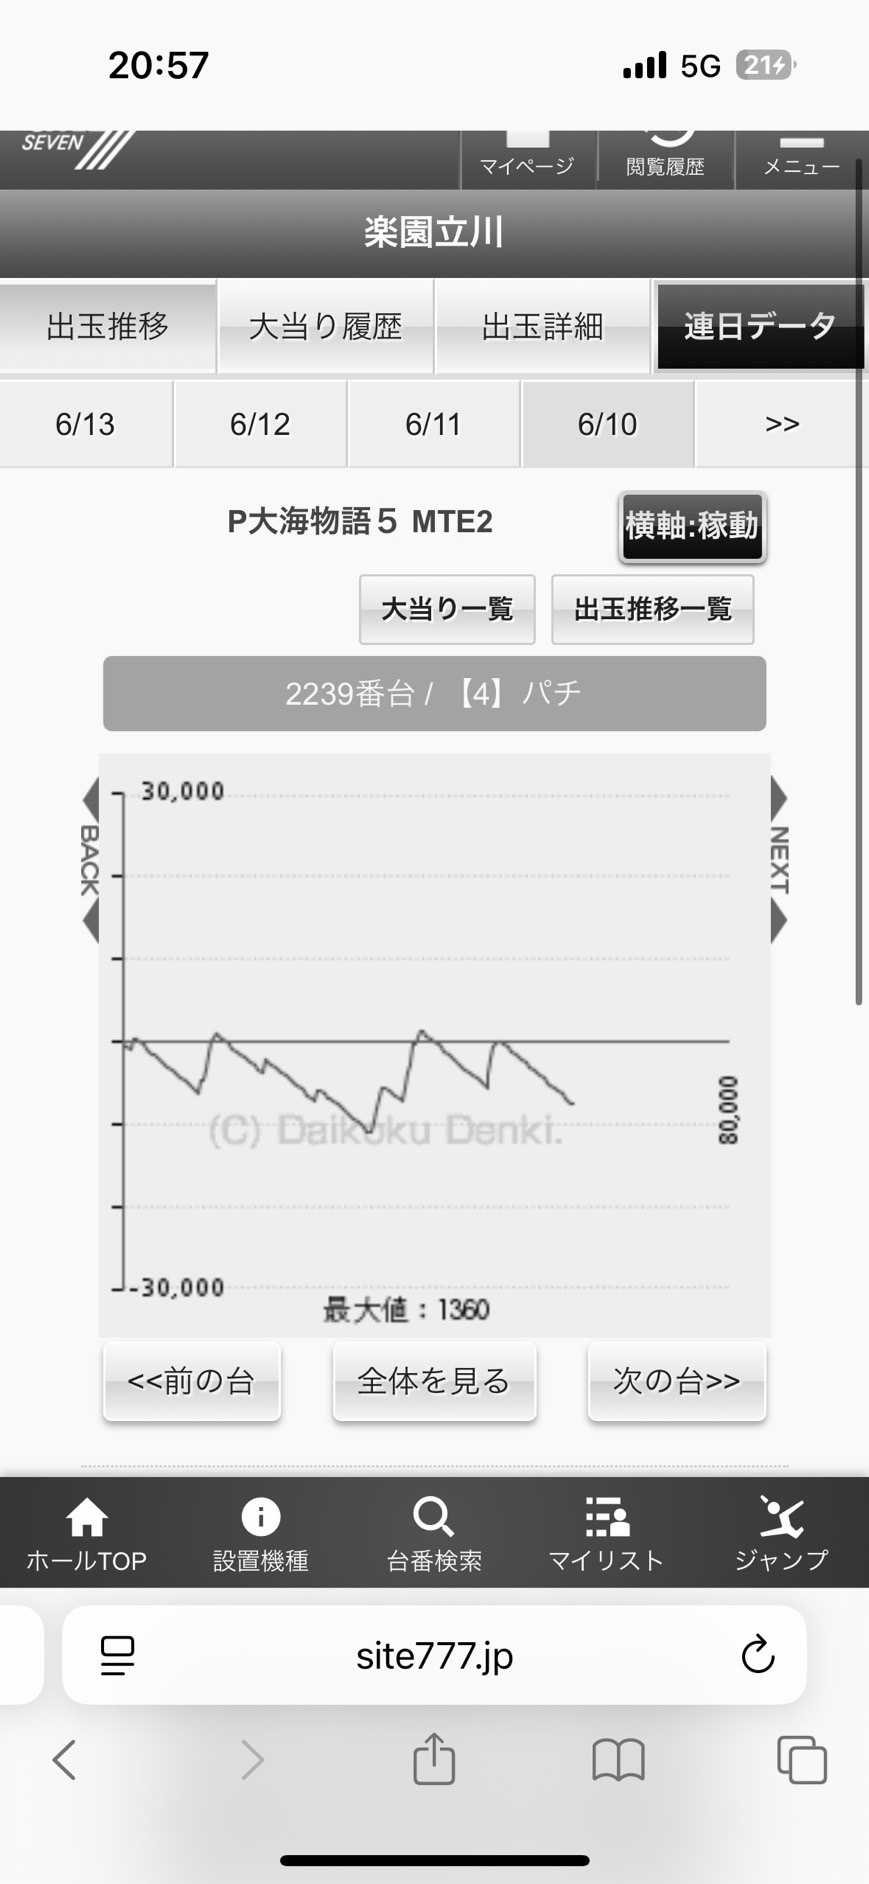 20:57
5G 21
SEVEN
マイページ 閲覧履歴 メニュー
楽園立川
出玉推移 大当り履歴 出玉詳細 連日データ
6/13 6/12 6/11 6/10 >>
P大海物語5 MTE2
横軸:稼動
大当り一覧 出玉推移一覧
2239番台 / 【4】パチ
30,000
BACK
NEXT
80,000
(C) Daikoku Denki.
-30,000
最大値：1360
<<前の台 全体を見る 次の台>>
ホールTOP 設置機種 台番検索 マイリスト ジャンプ
site777.jp